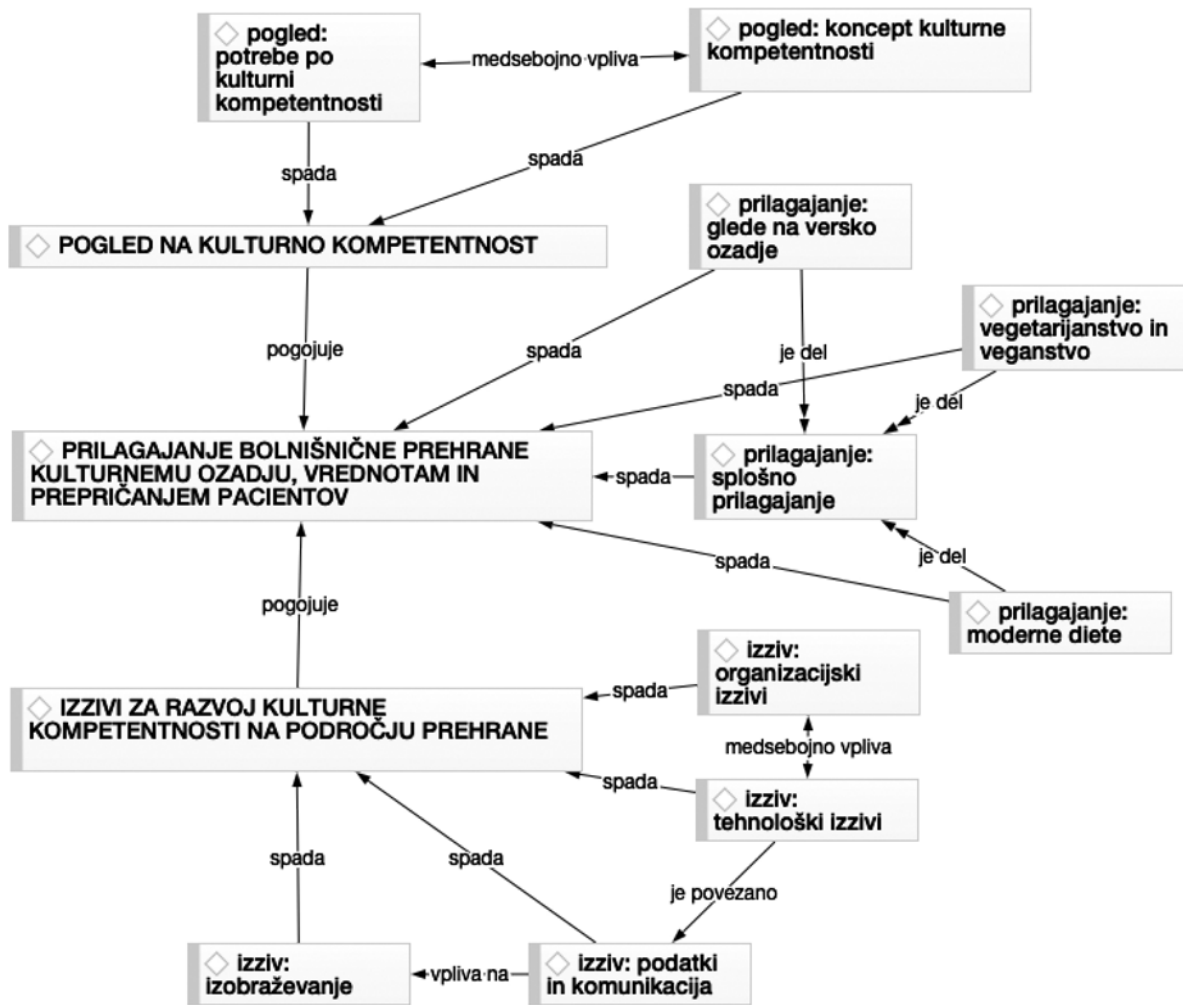 pogled:
potrebe po
kulturni
kompetentnosti
medsebojno vpliva
pogled: koncept kulturne
kompetentnosti
spada
spada
POGLED NA KULTURNO KOMPETENTNOST
prilagajanje:
glede na versko
ozadje
prilagajanje:
vegetarijanstvo in
veganstvo
pogojuje
spada
je del
spada
je del
PRILAGAJANJE BOLNIŠNIČNE PREHRANE
KULTURNEMU OZADJU, VREDNOTAM IN
PREPRIČANJEM PACIENTOV
spada
prilagajanje:
splošno
prilagajanje
spada
je del
pogojuje
prilagajanje:
moderne diete
izziv:
organizacijski
izzivi
spada
IZZIVI ZA RAZVOJ KULTURNE
KOMPETENTNOSTI NA PODROČJU PREHRANE
medsebojno vpliva
spada
izziv:
tehnološki izzivi
spada
spada
je povezano
izziv:
izobraževanje
vpliva na
izziv: podatki
in komunikacija